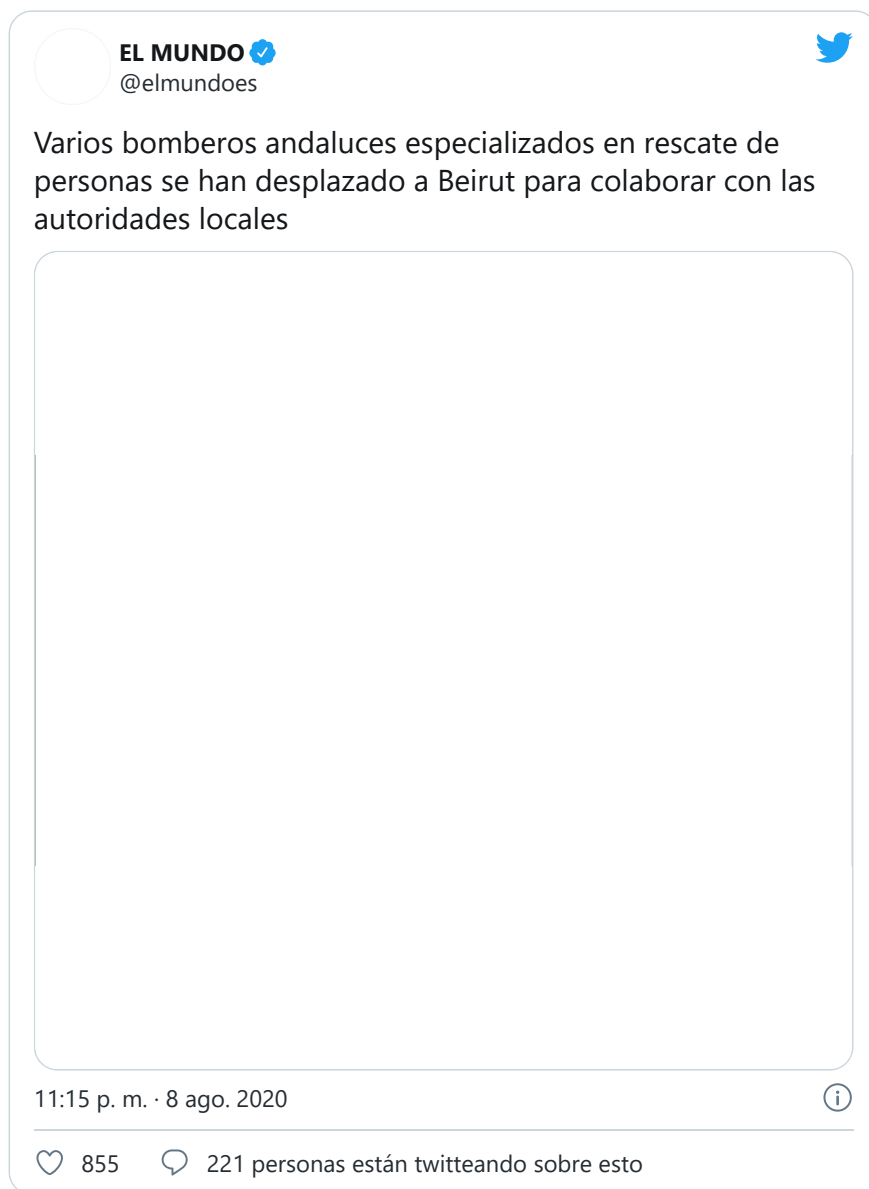 EL MUNDO
@elmundoes
Varios bomberos andaluces especializados en rescate de
personas se han desplazado a Beirut para colaborar con las
autoridades locales
11:15 p. m. · 8 ago. 2020
855 221 personas están twitteando sobre esto